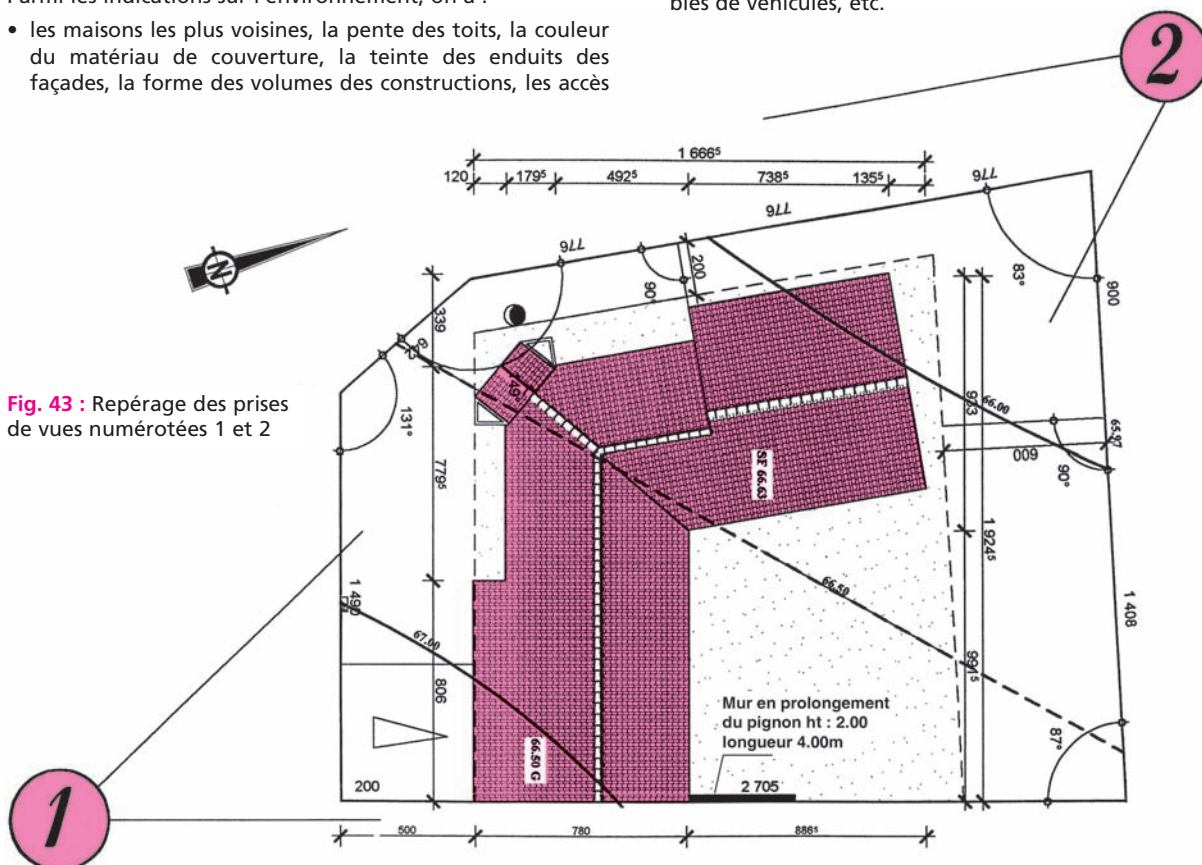 Parmi les indications sur l'environnement, on a :
• les maisons les plus voisines, la pente des toits, la couleur
du matériau de couverture, la teinte des enduits des
façades, la forme des volumes des constructions, les accès
bles de véhicules, etc.
2
1 666⁵
120 179⁵ 492⁵ 738⁵ 135⁵
776
776
776
N
339
200
90°
83°
900
49°
131°
Fig. 43 : Repérage des prises
de vues numérotées 1 et 2
933
66.00
65.97
600
90°
779⁵
SF 66.63
1 924⁵
66.50
1 490
67.00
1 408
806
991⁵
Mur en prolongement
du pignon ht : 2.00
longueur 4.00m
87°
66.50 G
200
2 705
1
500 780 886⁵